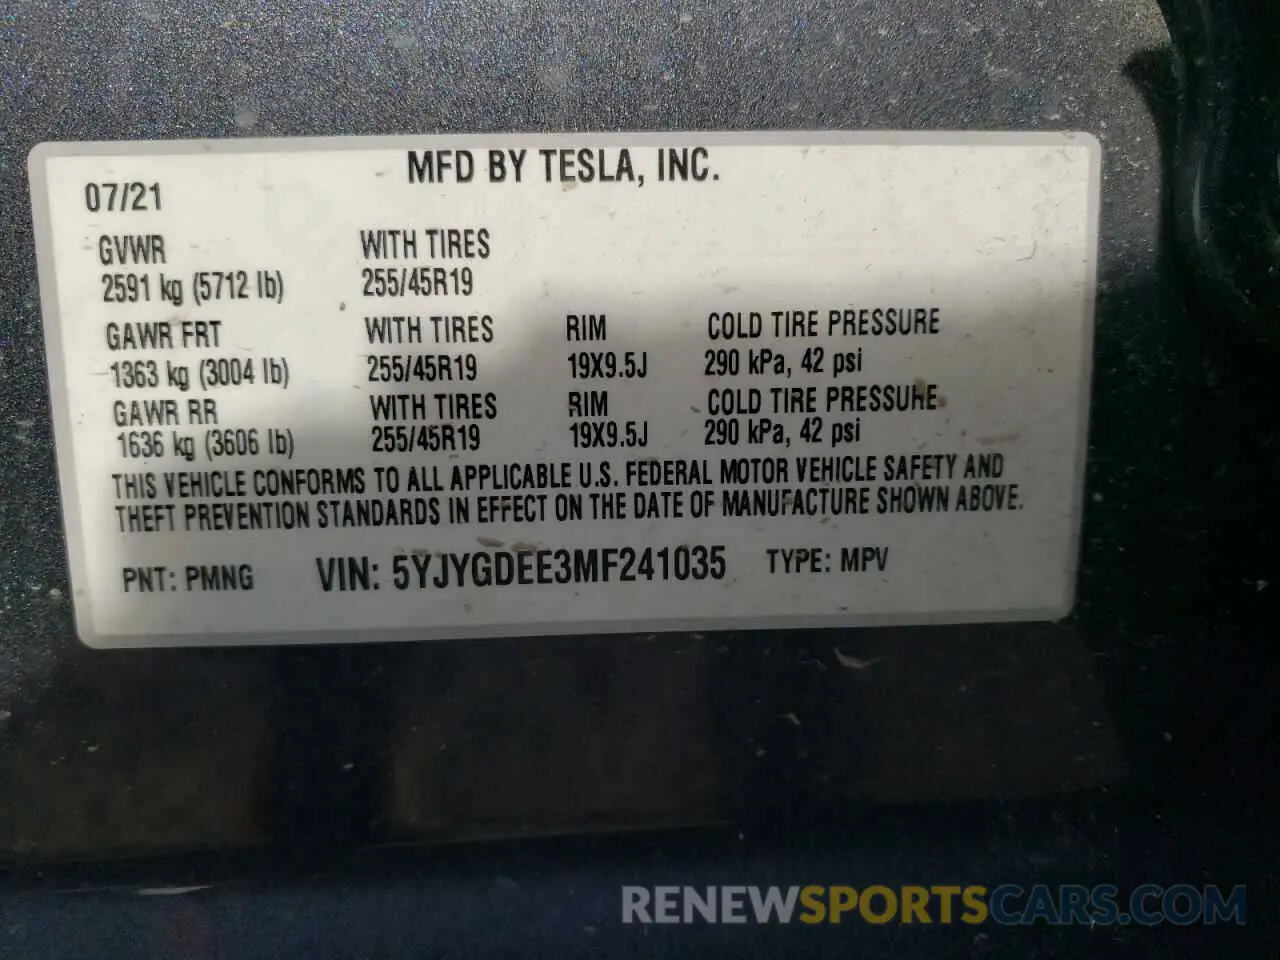 MFD BY TESLA, INC.
07/21
GVWR WITH TIRES
2591 kg (5712 lb) 255/45R19
GAWR FRT WITH TIRES RIM COLD TIRE PRESSURE
1363 kg (3004 lb) 255/45R19 19X9.5J 290 kPa, 42 psi
GAWR RR WITH TIRES RIM COLD TIRE PRESSURE
1636 kg (3606 lb) 255/45R19 19X9.5J 290 kPa, 42 psi
THIS VEHICLE CONFORMS TO ALL APPLICABLE U.S. FEDERAL MOTOR VEHICLE SAFETY AND
THEFT PREVENTION STANDARDS IN EFFECT ON THE DATE OF MANUFACTURE SHOWN ABOVE.
PNT: PMNG VIN: 5YJYGDEE3MF241035 TYPE: MPV
RENEWSPORTSCARS.COM